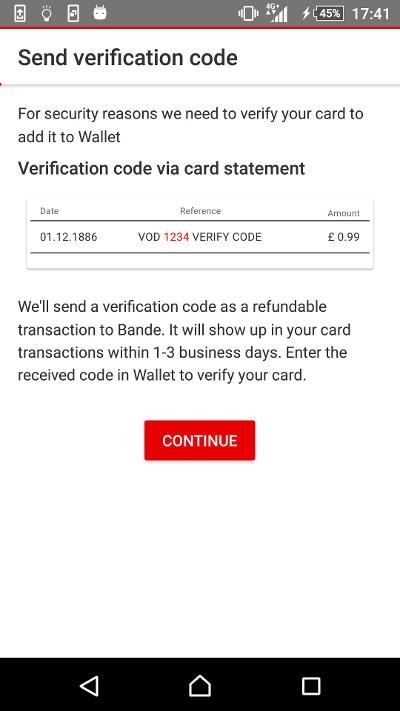 4G+ 45% 17:41
Send verification code
For security reasons we need to verify your card to
add it to Wallet
Verification code via card statement
Date Reference Amount
01.12.1886 VOD 1234 VERIFY CODE £ 0.99
We'll send a verification code as a refundable
transaction to Bande. It will show up in your card
transactions within 1-3 business days. Enter the
received code in Wallet to verify your card.
CONTINUE